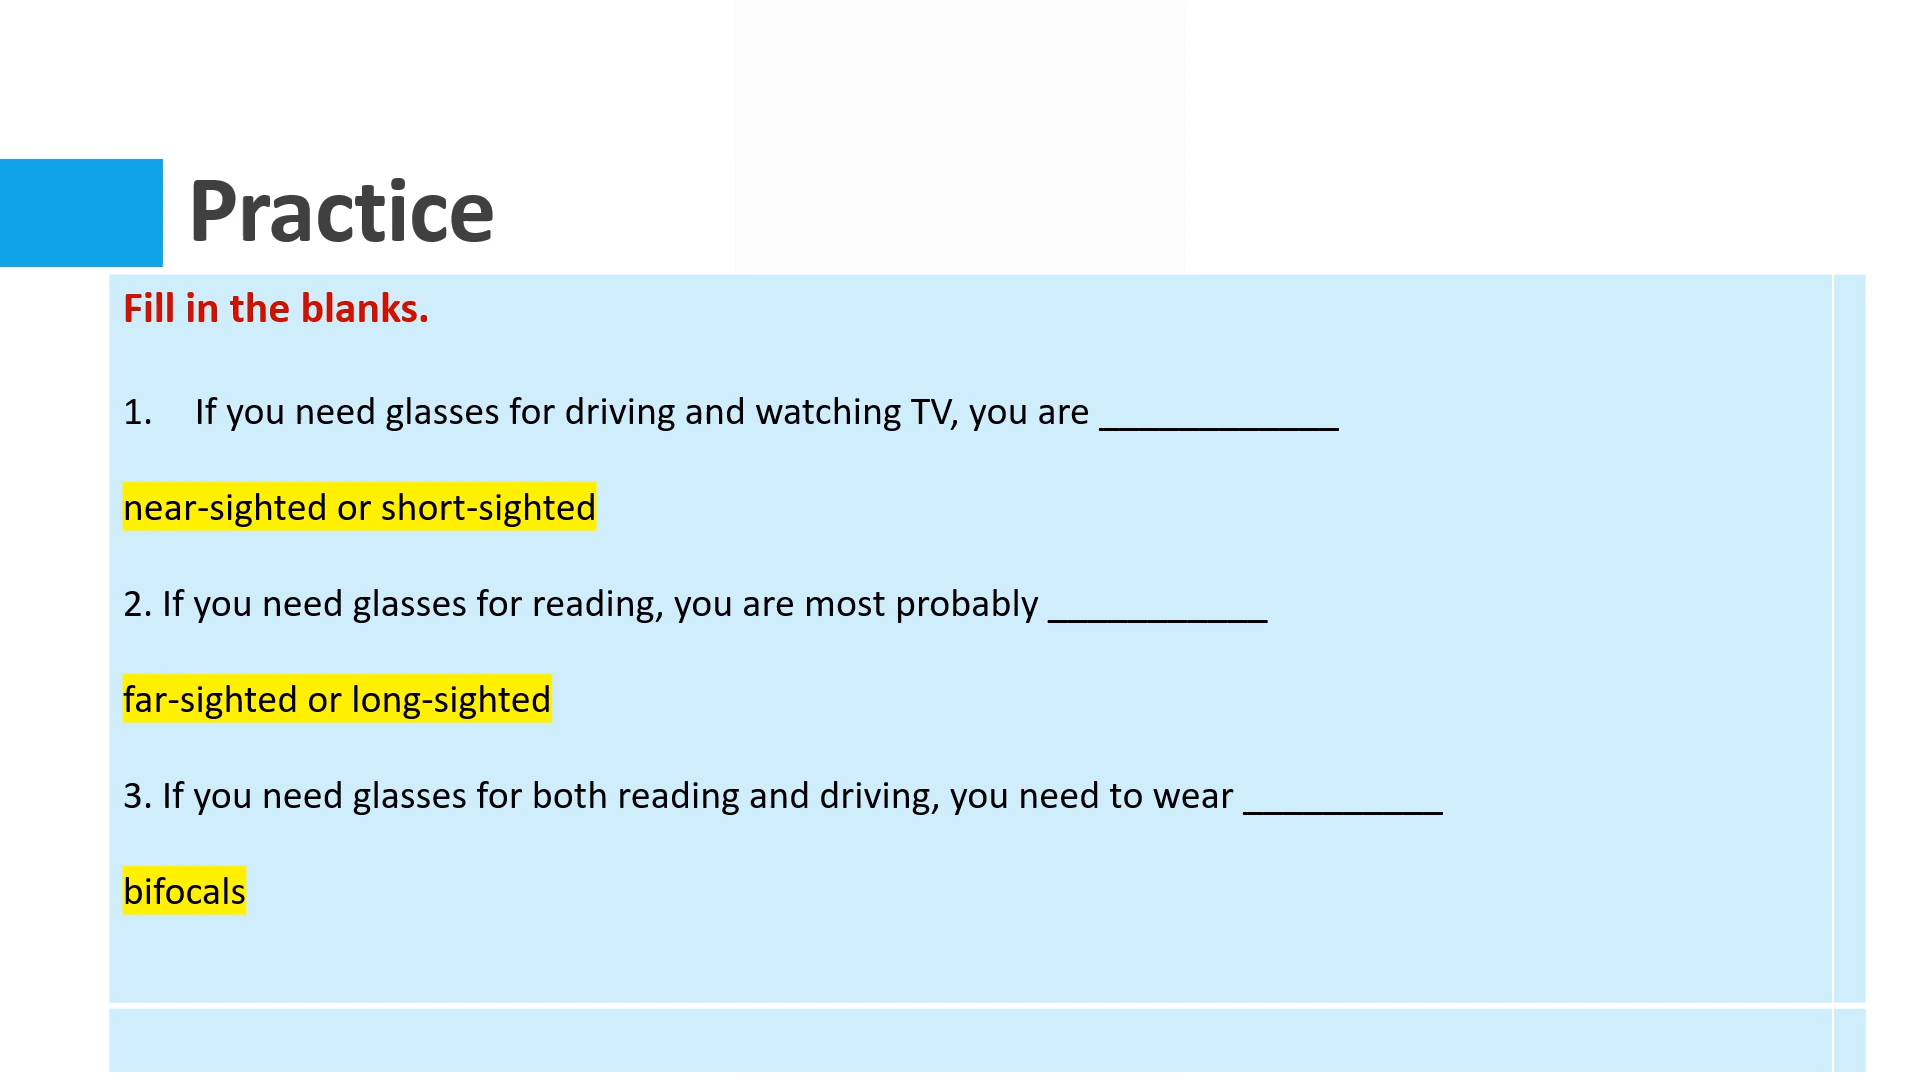 Practice
Fill in the blanks.
1. If you need glasses for driving and watching TV, you are ____________
near-sighted or short-sighted
2. If you need glasses for reading, you are most probably ___________
far-sighted or long-sighted
3. If you need glasses for both reading and driving, you need to wear __________
bifocals